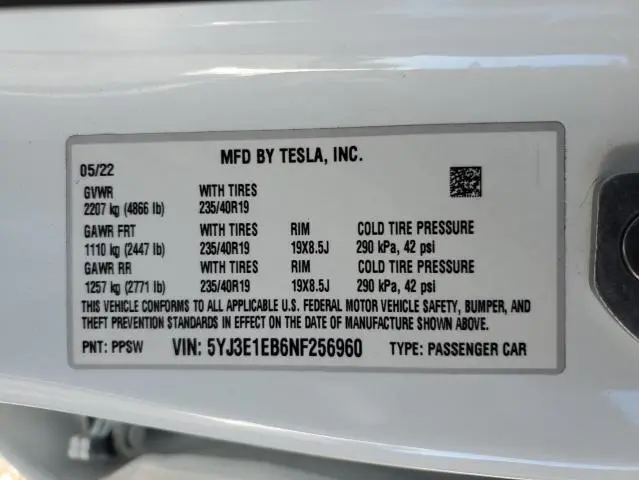 MFD BY TESLA, INC.
05/22
GVWR WITH TIRES
2207 kg (4866 lb) 235/40R19
GAWR FRT WITH TIRES RIM COLD TIRE PRESSURE
1110 kg (2447 lb) 235/40R19 19X8.5J 290 kPa, 42 psi
GAWR RR WITH TIRES RIM COLD TIRE PRESSURE
1257 kg (2771 lb) 235/40R19 19X8.5J 290 kPa, 42 psi
THIS VEHICLE CONFORMS TO ALL APPLICABLE U.S. FEDERAL MOTOR VEHICLE SAFETY, BUMPER, AND
THEFT PREVENTION STANDARDS IN EFFECT ON THE DATE OF MANUFACTURE SHOWN ABOVE.
PNT: PPSW VIN: 5YJ3E1EB6NF256960 TYPE: PASSENGER CAR